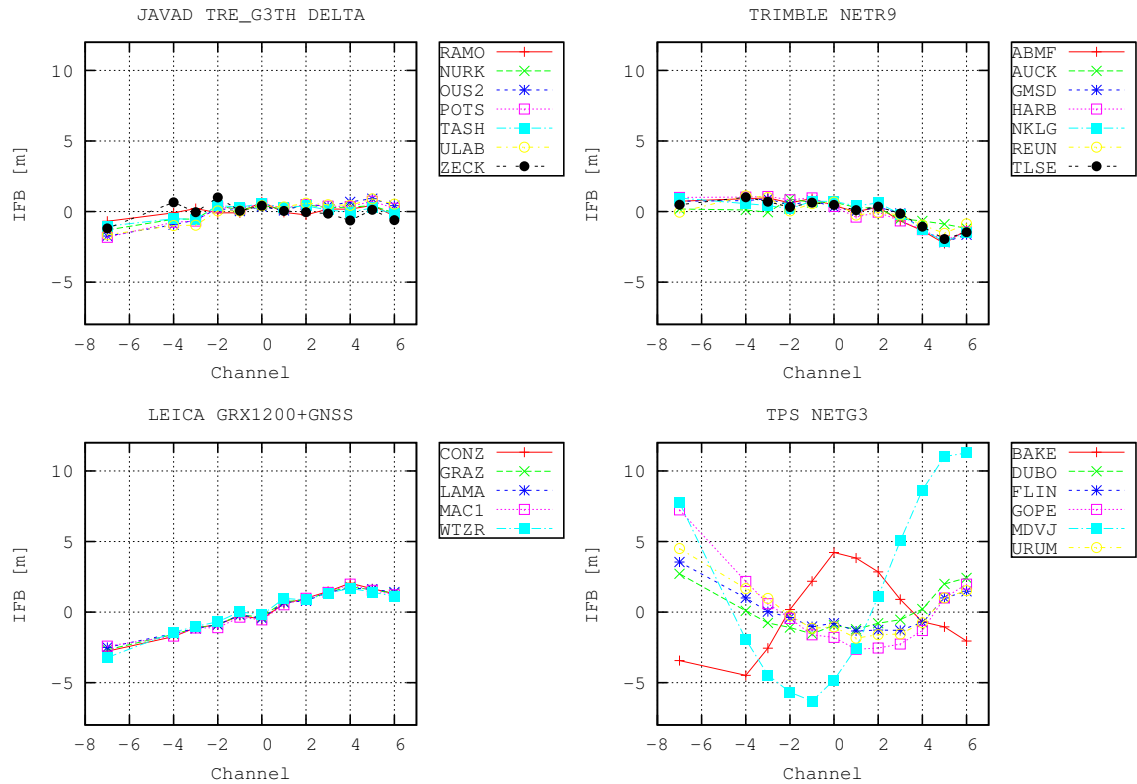 JAVAD TRE_G3TH DELTA
IFB [m]
10
5
0
−5
−8 −6 −4 −2 0 2 4 6
Channel
RAMO
NURK
OUS2
POTS
TASH
ULAB
ZECK
TRIMBLE NETR9
IFB [m]
10
5
0
−5
−8 −6 −4 −2 0 2 4 6
Channel
ABMF
AUCK
GMSD
HARB
NKLG
REUN
TLSE
LEICA GRX1200+GNSS
IFB [m]
10
5
0
−5
−8 −6 −4 −2 0 2 4 6
Channel
CONZ
GRAZ
LAMA
MAC1
WTZR
TPS NETG3
IFB [m]
10
5
0
−5
−8 −6 −4 −2 0 2 4 6
Channel
BAKE
DUBO
FLIN
GOPE
MDVJ
URUM